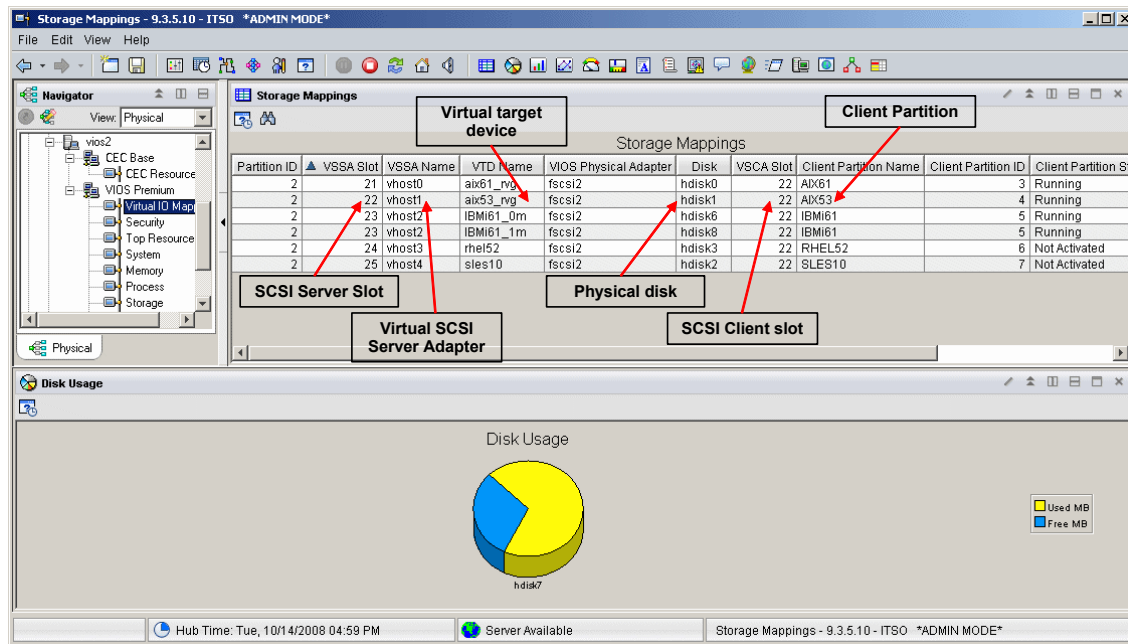 Storage Mappings - 9.3.5.10 - ITSO *ADMIN MODE*
File Edit View Help
Navigator
View: Physical
vios2
CEC Base
CEC Resource
VIOS Premium
Virtual IO Map
Security
Top Resource
System
Memory
Process
Storage
Physical
Storage Mappings
Virtual target device
Client Partition
Storage Mappings
Partition ID VSSA Slot VSSA Name VTD Name VIOS Physical Adapter Disk VSCA Slot Client Partition Name Client Partition ID Client Partition St
2 21 vhost0 aix61_rvg fscsi2 hdisk0 22 AIX61 3 Running
2 22 vhost1 aix53_rvg fscsi2 hdisk1 22 AIX53 4 Running
2 23 vhost2 IBMi61_0m fscsi2 hdisk6 22 IBMi61 5 Running
2 23 vhost2 IBMi61_1m fscsi2 hdisk8 22 IBMi61 5 Running
2 24 vhost3 rhel52 fscsi2 hdisk3 22 RHEL52 6 Not Activated
2 25 vhost4 sles10 fscsi2 hdisk2 22 SLES10 7 Not Activated
SCSI Server Slot
Physical disk
Virtual SCSI Server Adapter
SCSI Client slot
Disk Usage
Disk Usage
Used MB
Free MB
hdisk7
Hub Time: Tue, 10/14/2008 04:59 PM
Server Available
Storage Mappings - 9.3.5.10 - ITSO *ADMIN MODE*